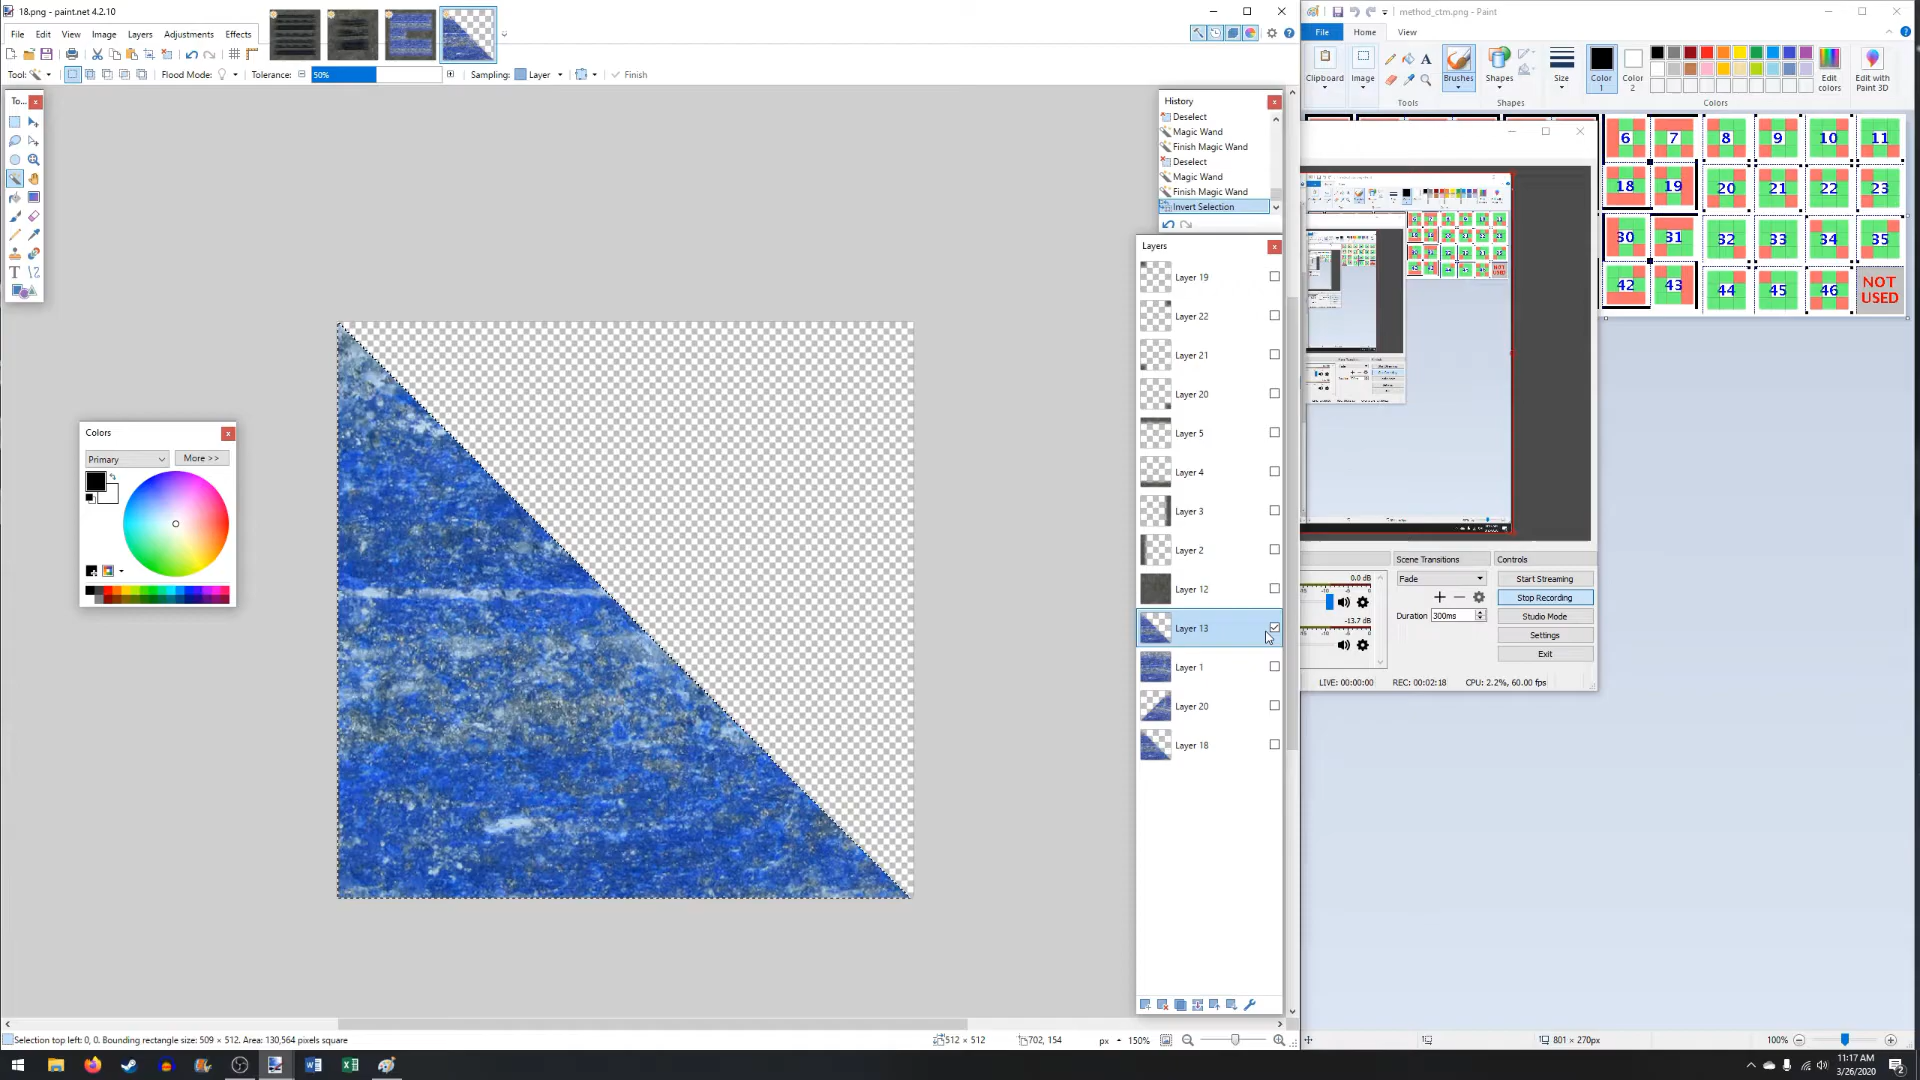 18.png - paint.net 4.2.10
File Edit View Image Layers Adjustments Effects
Tool: Flood Mode: Tolerance: 50% Sampling: Layer Finish
To...
Colors
Primary More >>
History
Deselect
Magic Wand
Finish Magic Wand
Deselect
Magic Wand
Finish Magic Wand
Invert Selection
Layers
Layer 19
Layer 22
Layer 21
Layer 20
Layer 5
Layer 4
Layer 3
Layer 2
Layer 12
Layer 13
Layer 1
Layer 20
Layer 18
Selection top left: 0, 0. Bounding rectangle size: 509 × 512. Area: 130,564 pixels square
512 × 512
702, 154
px 150%
method_ctm.png - Paint
File Home View
Clipboard Image Brushes Shapes Size Color 1 Color 2 Edit colors Edit with Paint 3D
Tools Shapes Colors
6 7 8 9 10 11
18 19 20 21 22 23
30 31 32 33 34 35
42 43 44 45 46 NOT USED
Scene Transitions Controls
0.0 dB
Fade
Start Streaming
Stop Recording
Duration 300ms
Studio Mode
-13.7 dB
Settings
Exit
LIVE: 00:00:00 REC: 00:02:18 CPU: 2.2%, 60.00 fps
801 × 270px
100%
11:17 AM
3/26/2020